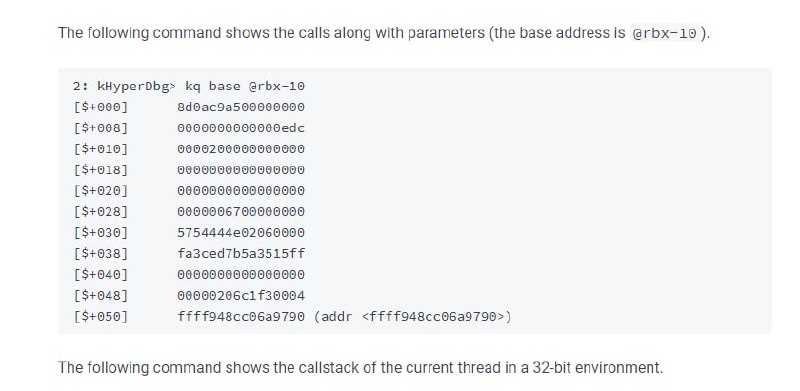 The following command shows the calls along with parameters (the base address is @rbx-10 ).
2: kHyperDbg> kq base @rbx-10
[$+000] 8d0ac9a500000000
[$+008] 0000000000000edc
[$+010] 0000200000000000
[$+018] 0000000000000000
[$+020] 0000000000000000
[$+028] 0000006700000000
[$+030] 5754444e02060000
[$+038] fa3ced7b5a3515ff
[$+040] 0000000000000000
[$+048] 00000206c1f30004
[$+050] ffff948cc06a9790 (addr <ffff948cc06a9790>)
The following command shows the callstack of the current thread in a 32-bit environment.